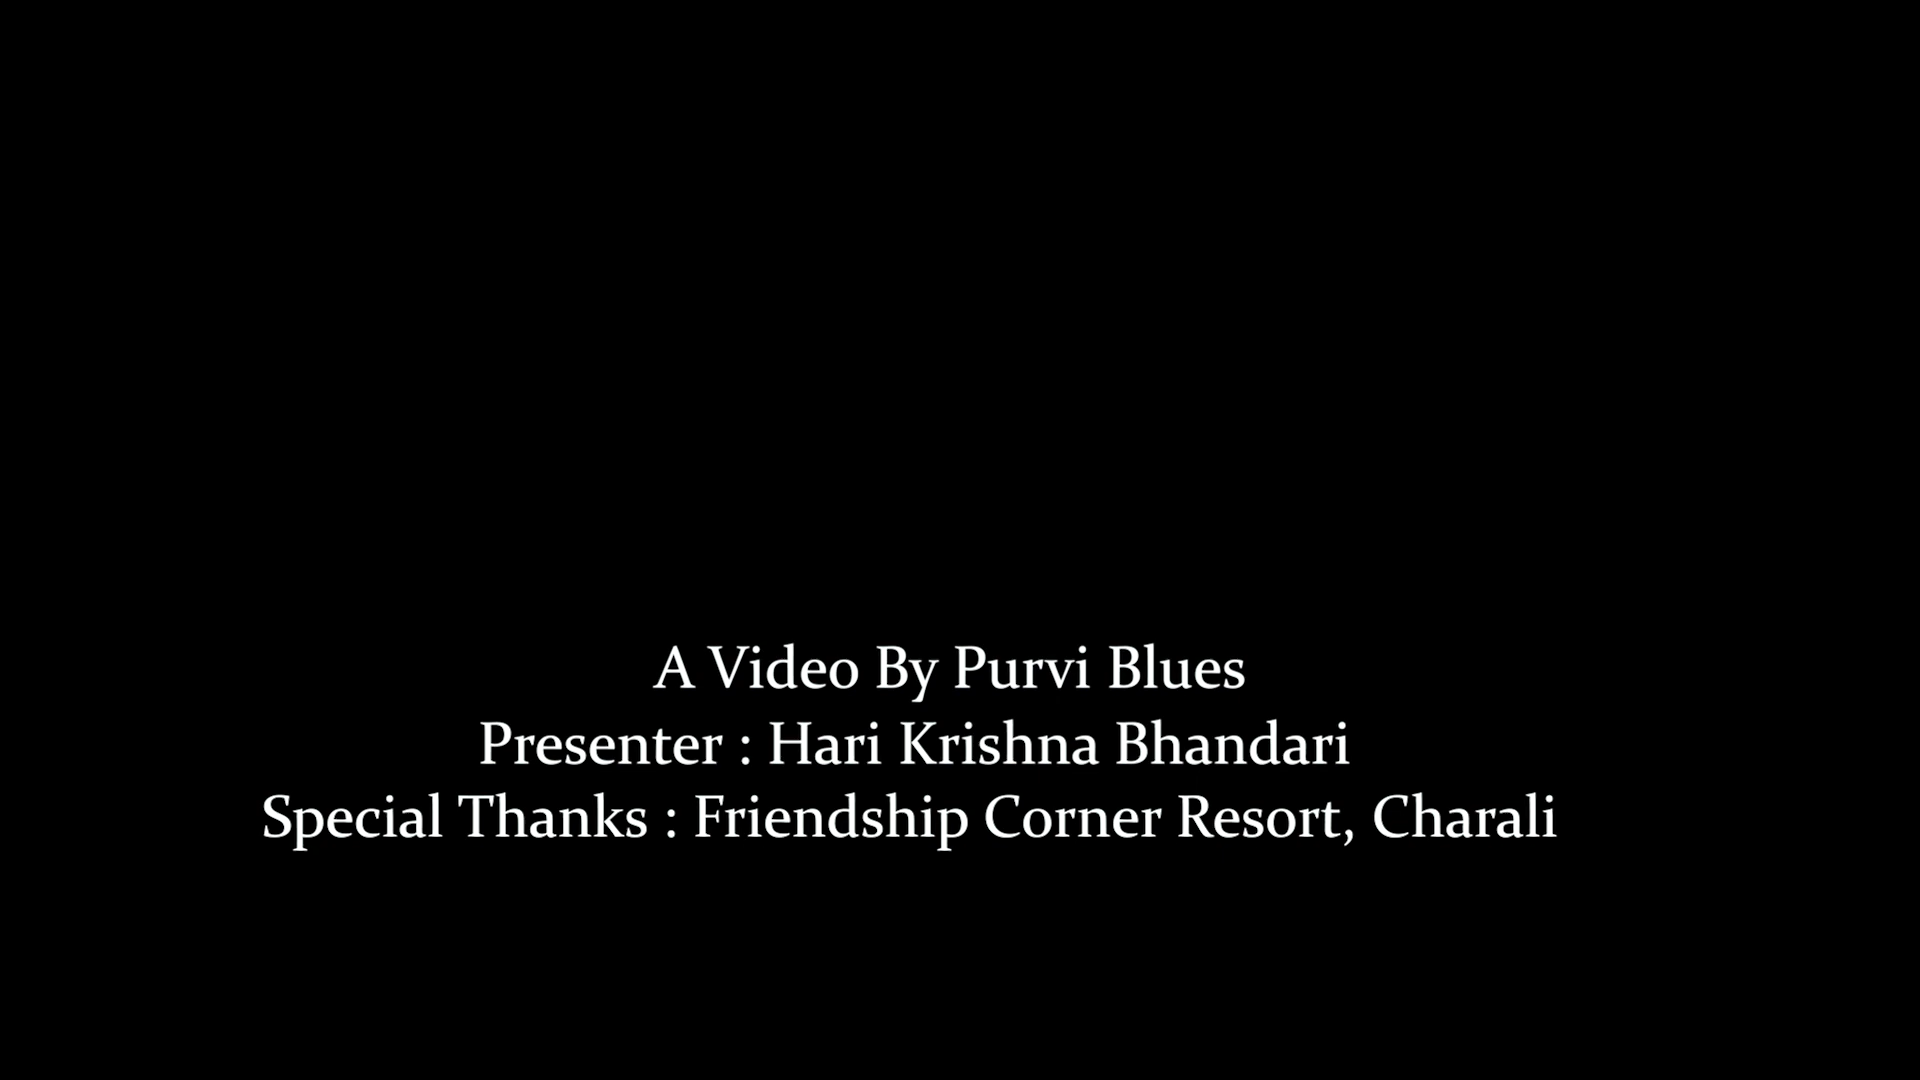 A Video By Purvi Blues
Presenter : Hari Krishna Bhandari
Special Thanks : Friendship Corner Resort, Charali